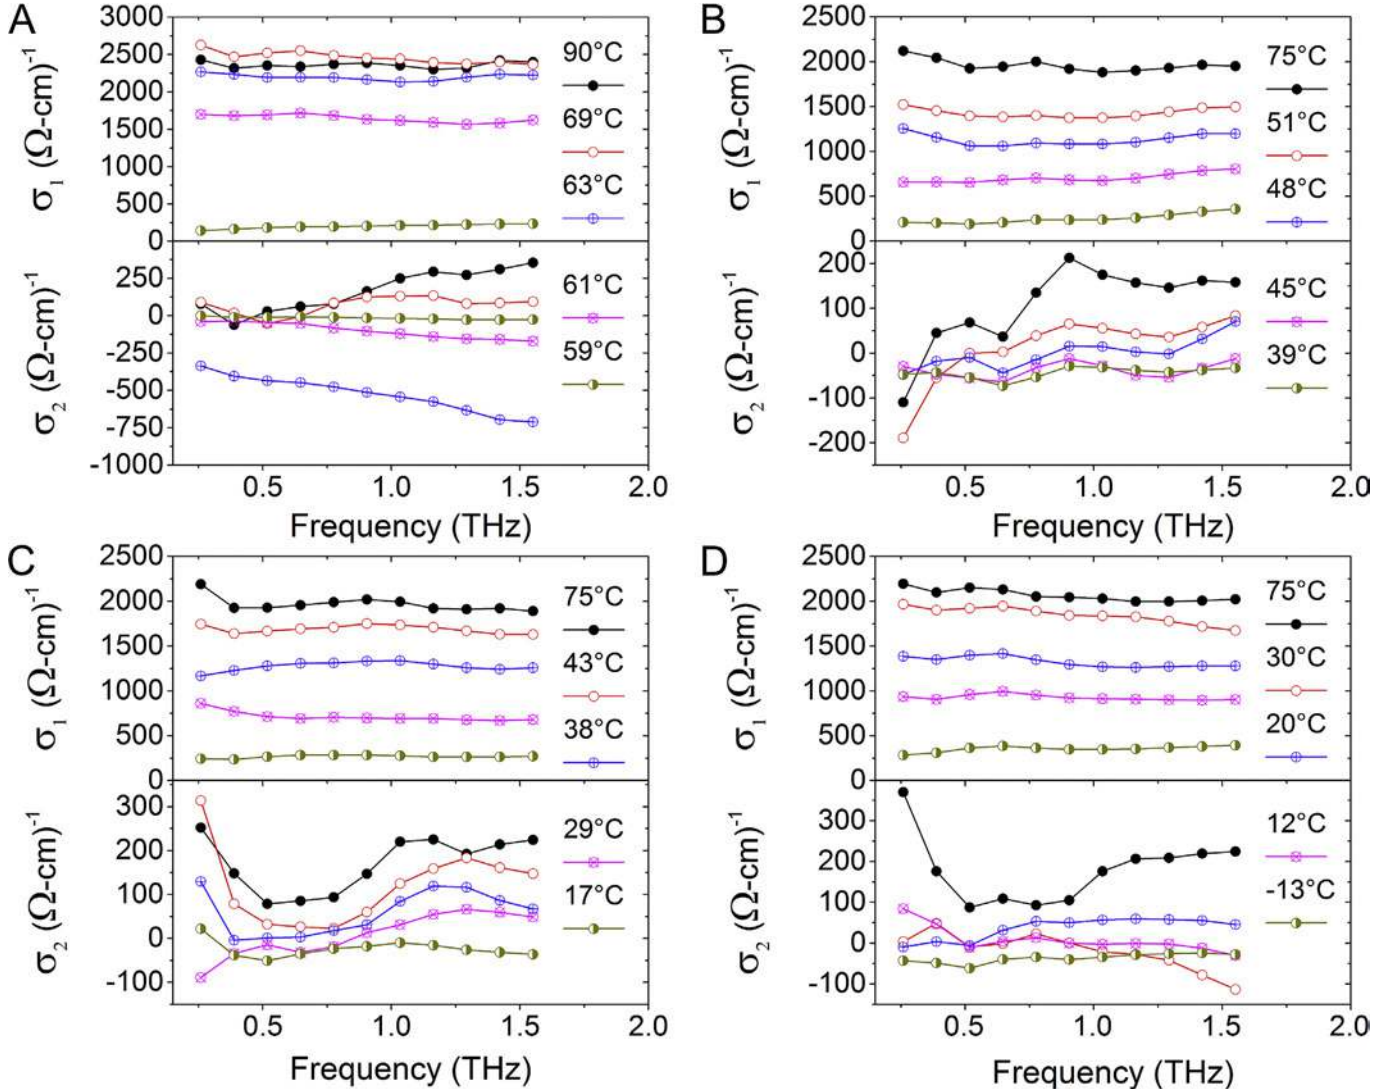 A
3000
2500
2000
1500
1000
500
0
σ1 (Ω-cm)-1
90°C
69°C
63°C
250
0
-250
-500
-750
-1000
σ2 (Ω-cm)-1
61°C
59°C
0.5
1.0
1.5
2.0
Frequency (THz)
B
2500
2000
1500
1000
500
0
σ1 (Ω-cm)-1
75°C
51°C
48°C
200
100
0
-100
-200
σ2 (Ω-cm)-1
45°C
39°C
0.5
1.0
1.5
2.0
Frequency (THz)
C
2500
2000
1500
1000
500
0
σ1 (Ω-cm)-1
75°C
43°C
38°C
300
200
100
0
-100
σ2 (Ω-cm)-1
29°C
17°C
0.5
1.0
1.5
2.0
Frequency (THz)
D
2500
2000
1500
1000
500
0
σ1 (Ω-cm)-1
75°C
30°C
20°C
300
200
100
0
-100
σ2 (Ω-cm)-1
12°C
-13°C
0.5
1.0
1.5
2.0
Frequency (THz)